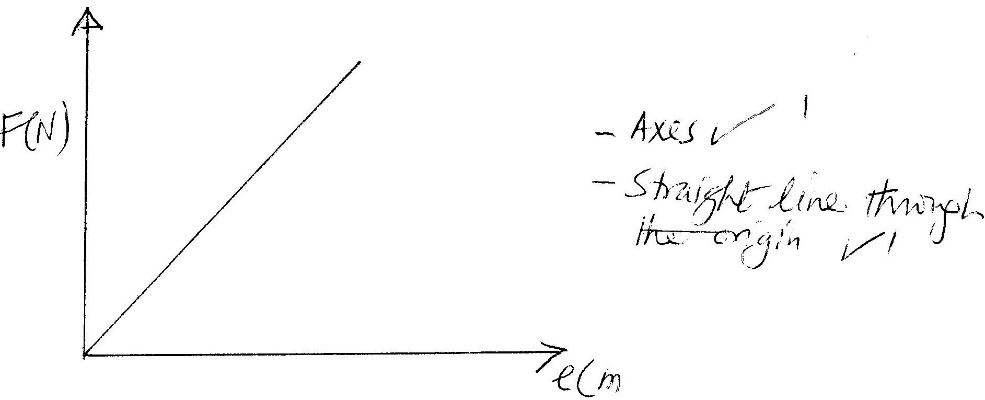 F(N)
- Axes ✓ 1
- Straight line through
the origin ✓ 1
e(m